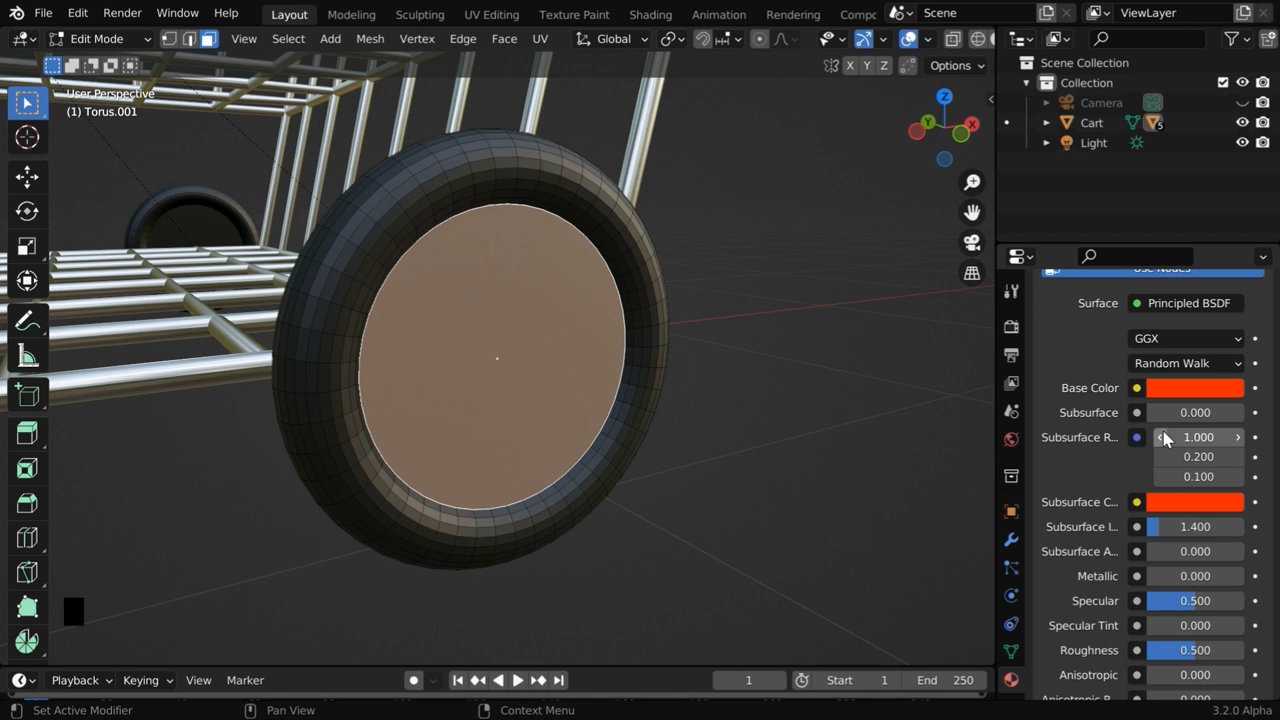 File Edit Render Window Help Layout Modeling Sculpting UV Editing Texture Paint Shading Animation Rendering Compc Scene ViewLayer
Edit Mode View Select Add Mesh Vertex Edge Face UV Global
X Y Z Options
User Perspective
(1) Torus.001
Z
Y
X
Scene Collection
Collection
Camera
Cart 5
Light
Use Nodes
Surface Principled BSDF
GGX
Random Walk
Base Color
Subsurface 0.000
Subsurface R... 1.000
0.200
0.100
Subsurface C...
Subsurface I... 1.400
Subsurface A... 0.000
Metallic 0.000
Specular 0.500
Specular Tint 0.000
Roughness 0.500
Anisotropic 0.000
Playback Keying View Marker 1 Start 1 End 250
Set Active Modifier Pan View Context Menu 3.2.0 Alpha